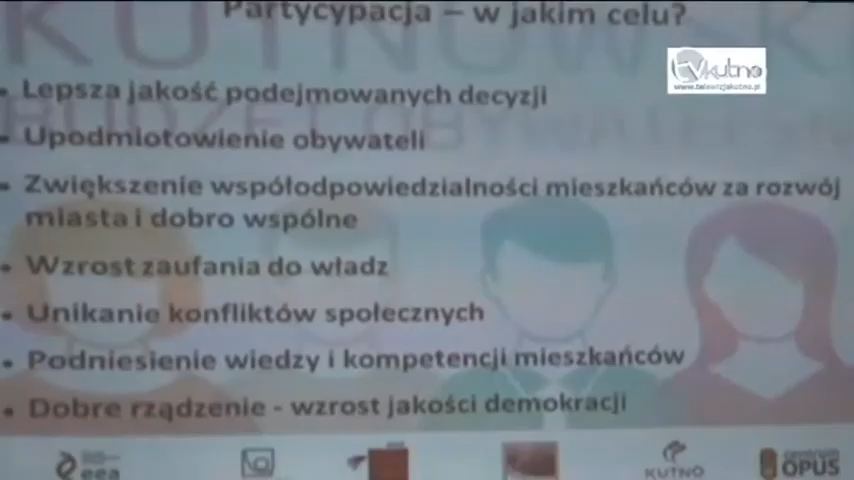 Partycypacja – w jakim celu?
tvkutno
www.telewizjakutno.pl
• Lepsza jakość podejmowanych decyzji
• Upodmiotowienie obywateli
• Zwiększenie współodpowiedzialności mieszkańców za rozwój
miasta i dobro wspólne
• Wzrost zaufania do władz
• Unikanie konfliktów społecznych
• Podniesienie wiedzy i kompetencji mieszkańców
• Dobre rządzenie - wzrost jakości demokracji
eea
KUTNO
centrum
OPUS